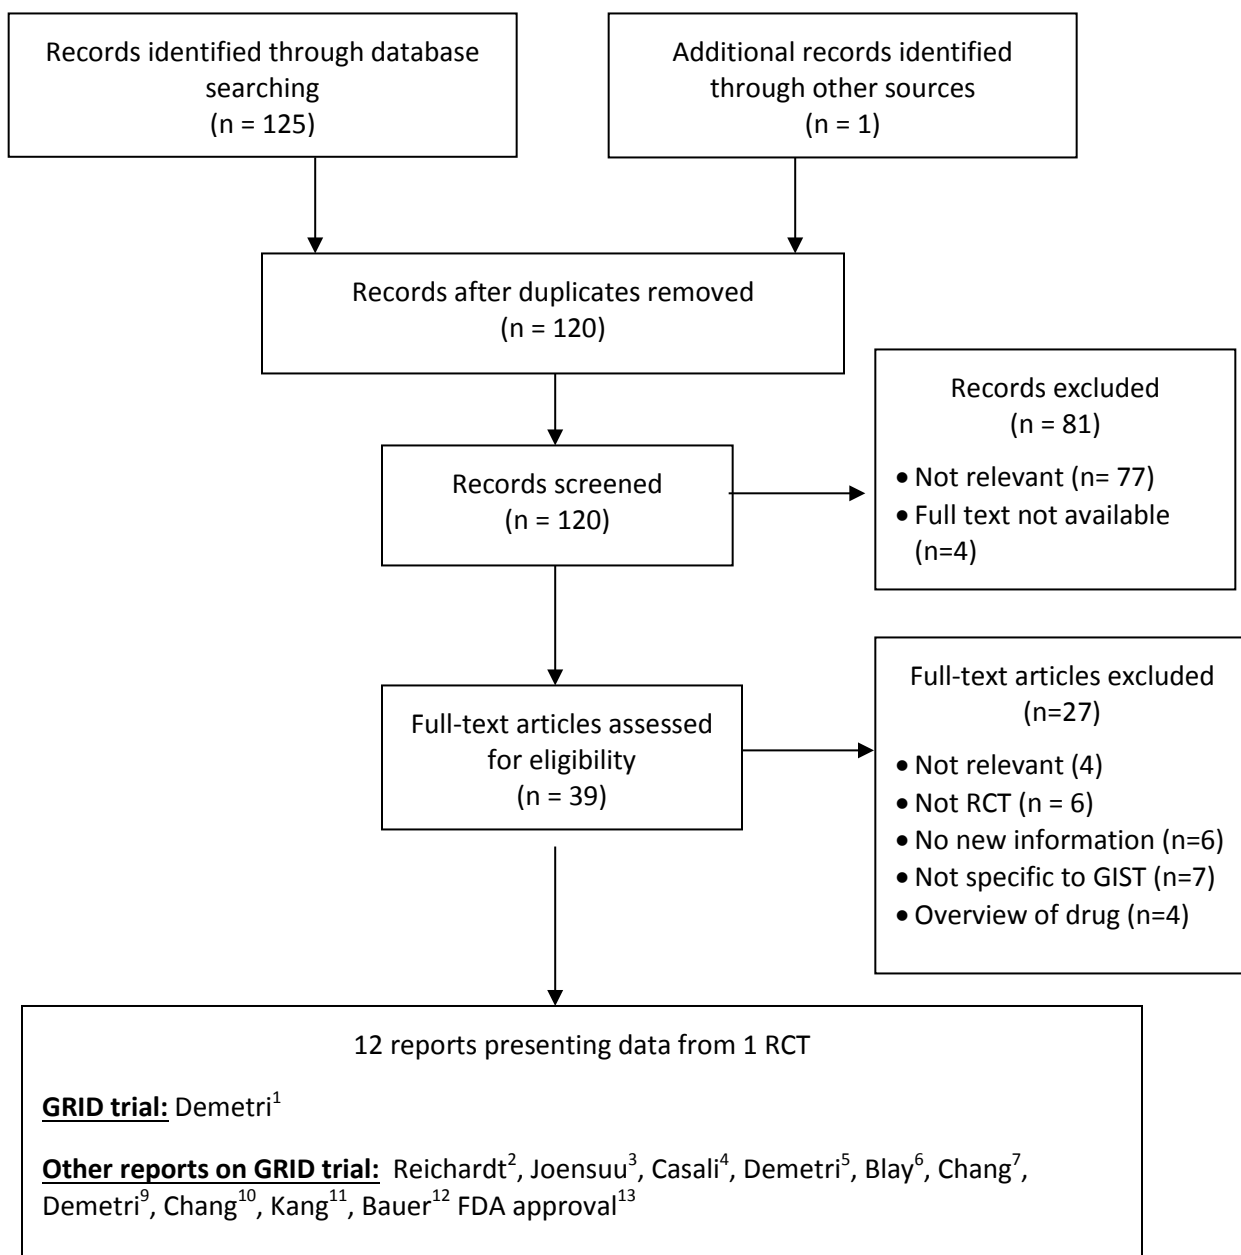 Records identified through database
searching
(n = 125)
Additional records identified
through other sources
(n = 1)
Records after duplicates removed
(n = 120)
Records screened
(n = 120)
Records excluded
(n = 81)
• Not relevant (n= 77)
• Full text not available
(n=4)
Full-text articles assessed
for eligibility
(n = 39)
Full-text articles excluded
(n=27)
• Not relevant (4)
• Not RCT (n = 6)
• No new information (n=6)
• Not specific to GIST (n=7)
• Overview of drug (n=4)
12 reports presenting data from 1 RCT
GRID trial: Demetri1
Other reports on GRID trial: Reichardt2, Joensuu3, Casali4, Demetri5, Blay6, Chang7,
Demetri9, Chang10, Kang11, Bauer12 FDA approval13